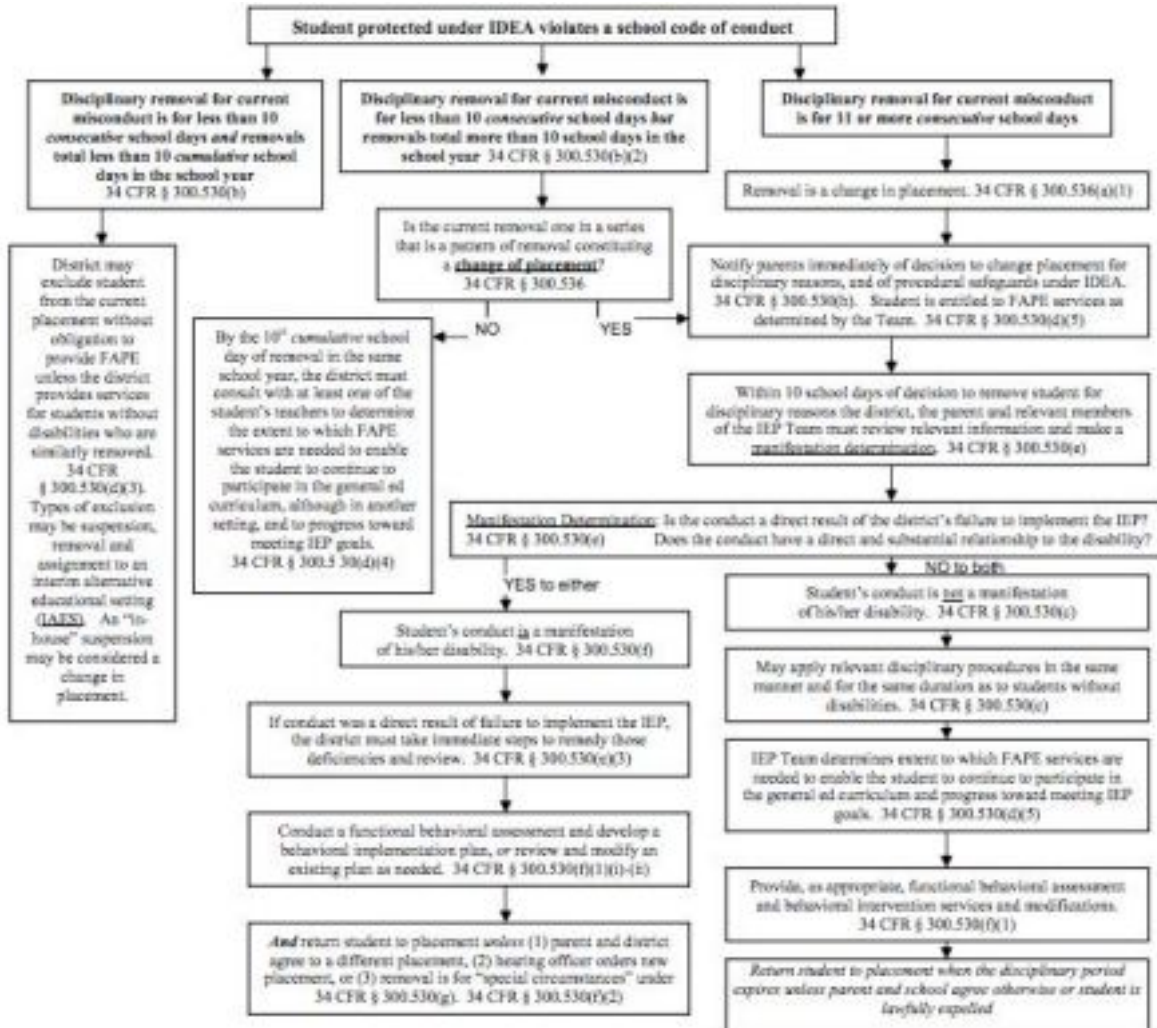 Student protected under IDEA violates a school code of conduct
Disciplinary removal for current
misconduct is for less than 10
consecutive school days and removals
total less than 10 cumulative school
days in the school year
34 CFR § 300.530(b)
Disciplinary removal for current misconduct is
for less than 10 consecutive school days but
removals total more than 10 school days in the
school year 34 CFR § 300.530(b)(2)
Disciplinary removal for current misconduct
is for 11 or more consecutive school days
Removal is a change in placement. 34 CFR § 300.536(a)(1)
District may
exclude student
from the current
placement without
obligation to
provide FAPE
unless the district
provides services
for students without
disabilities who are
similarly removed.
34 CFR
§ 300.530(d)(3).
Types of exclusion
may be suspension,
removal and
assignment to an
interim alternative
educational setting
(IAES). An "in-
house" suspension
may be considered a
change in
placement.
Is the current removal one in a series
that is a pattern of removal constituting
a change of placement?
34 CFR § 300.536
NO
YES
By the 10th cumulative school
day of removal in the same
school year, the district must
consult with at least one of the
student's teachers to determine
the extent to which FAPE
services are needed to enable
the student to continue to
participate in the general ed
curriculum, although in another
setting, and to progress toward
meeting IEP goals.
34 CFR § 300.5 30(d)(4)
Notify parents immediately of decision to change placement for
disciplinary reasons, and of procedural safeguards under IDEA.
34 CFR § 300.530(h). Student is entitled to FAPE services as
determined by the Team. 34 CFR § 300.530(d)(5)
Within 10 school days of decision to remove student for
disciplinary reasons the district, the parent and relevant members
of the IEP Team must review relevant information and make a
manifestation determination. 34 CFR § 300.530(e)
Manifestation Determination: Is the conduct a direct result of the district's failure to implement the IEP?
34 CFR § 300.530(e) Does the conduct have a direct and substantial relationship to the disability?
YES to either
NO to both
Student's conduct is a manifestation
of his/her disability. 34 CFR § 300.530(f)
If conduct was a direct result of failure to implement the IEP,
the district must take immediate steps to remedy those
deficiencies and review. 34 CFR § 300.530(e)(3)
Conduct a functional behavioral assessment and develop a
behavioral implementation plan, or review and modify an
existing plan as needed. 34 CFR § 300.530(f)(1)(i)-(ii)
And return student to placement unless (1) parent and district
agree to a different placement, (2) hearing officer orders new
placement, or (3) removal is for "special circumstances" under
34 CFR § 300.530(g). 34 CFR § 300.530(f)(2)
Student's conduct is not a manifestation
of his/her disability. 34 CFR § 300.530(c)
May apply relevant disciplinary procedures in the same
manner and for the same duration as to students without
disabilities. 34 CFR § 300.530(c)
IEP Team determines extent to which FAPE services are
needed to enable the student to continue to participate in
the general ed curriculum and progress toward meeting IEP
goals. 34 CFR § 300.530(d)(5)
Provide, as appropriate, functional behavioral assessment
and behavioral intervention services and modifications.
34 CFR § 300.530(f)(1)
Return student to placement when the disciplinary period
expires unless parent and school agree otherwise or student is
lawfully expelled